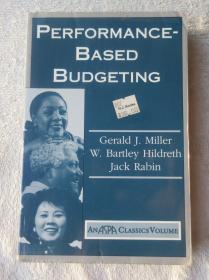 PERFORMANCE-
BASED
BUDGETING
Gerald J. Miller
W. Bartley Hildreth
Jack Rabin
AN ASPA CLASSICS VOLUME